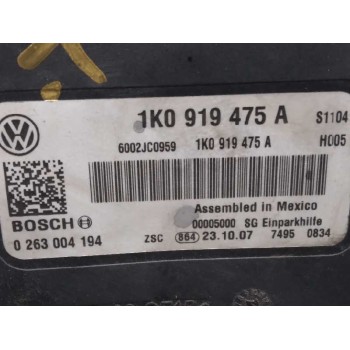 1K0 919 475 A S1104
6002JC0959 1K0 919 475 A H005
BOSCH
Assembled in Mexico
00005000 SG Einparkhilfe
0 263 004 194 ZSC 864 23.10.07 7495 0834